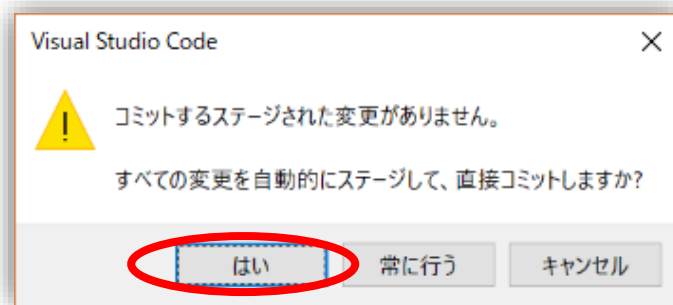 Visual Studio Code
コミットするステージされた変更がありません。
すべての変更を自動的にステージして、直接コミットしますか?
はい 常に行う キャンセル